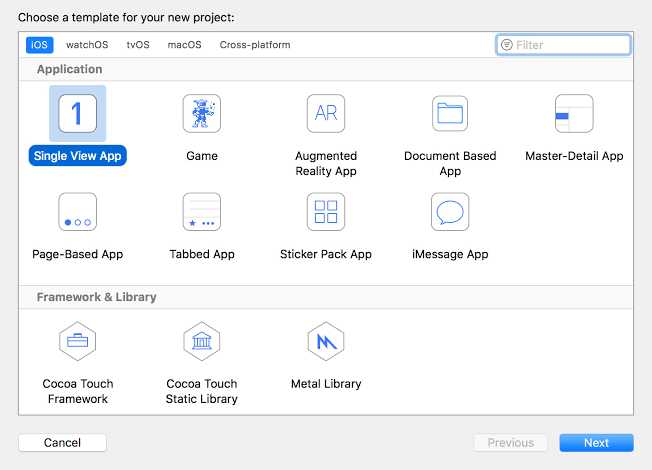 Choose a template for your new project:
iOS watchOS tvOS macOS Cross-platform Filter
Application
1 AR
Single View App Game Augmented Reality App Document Based App Master-Detail App
Page-Based App Tabbed App Sticker Pack App iMessage App
Framework & Library
Cocoa Touch Framework Cocoa Touch Static Library Metal Library
Cancel Previous Next